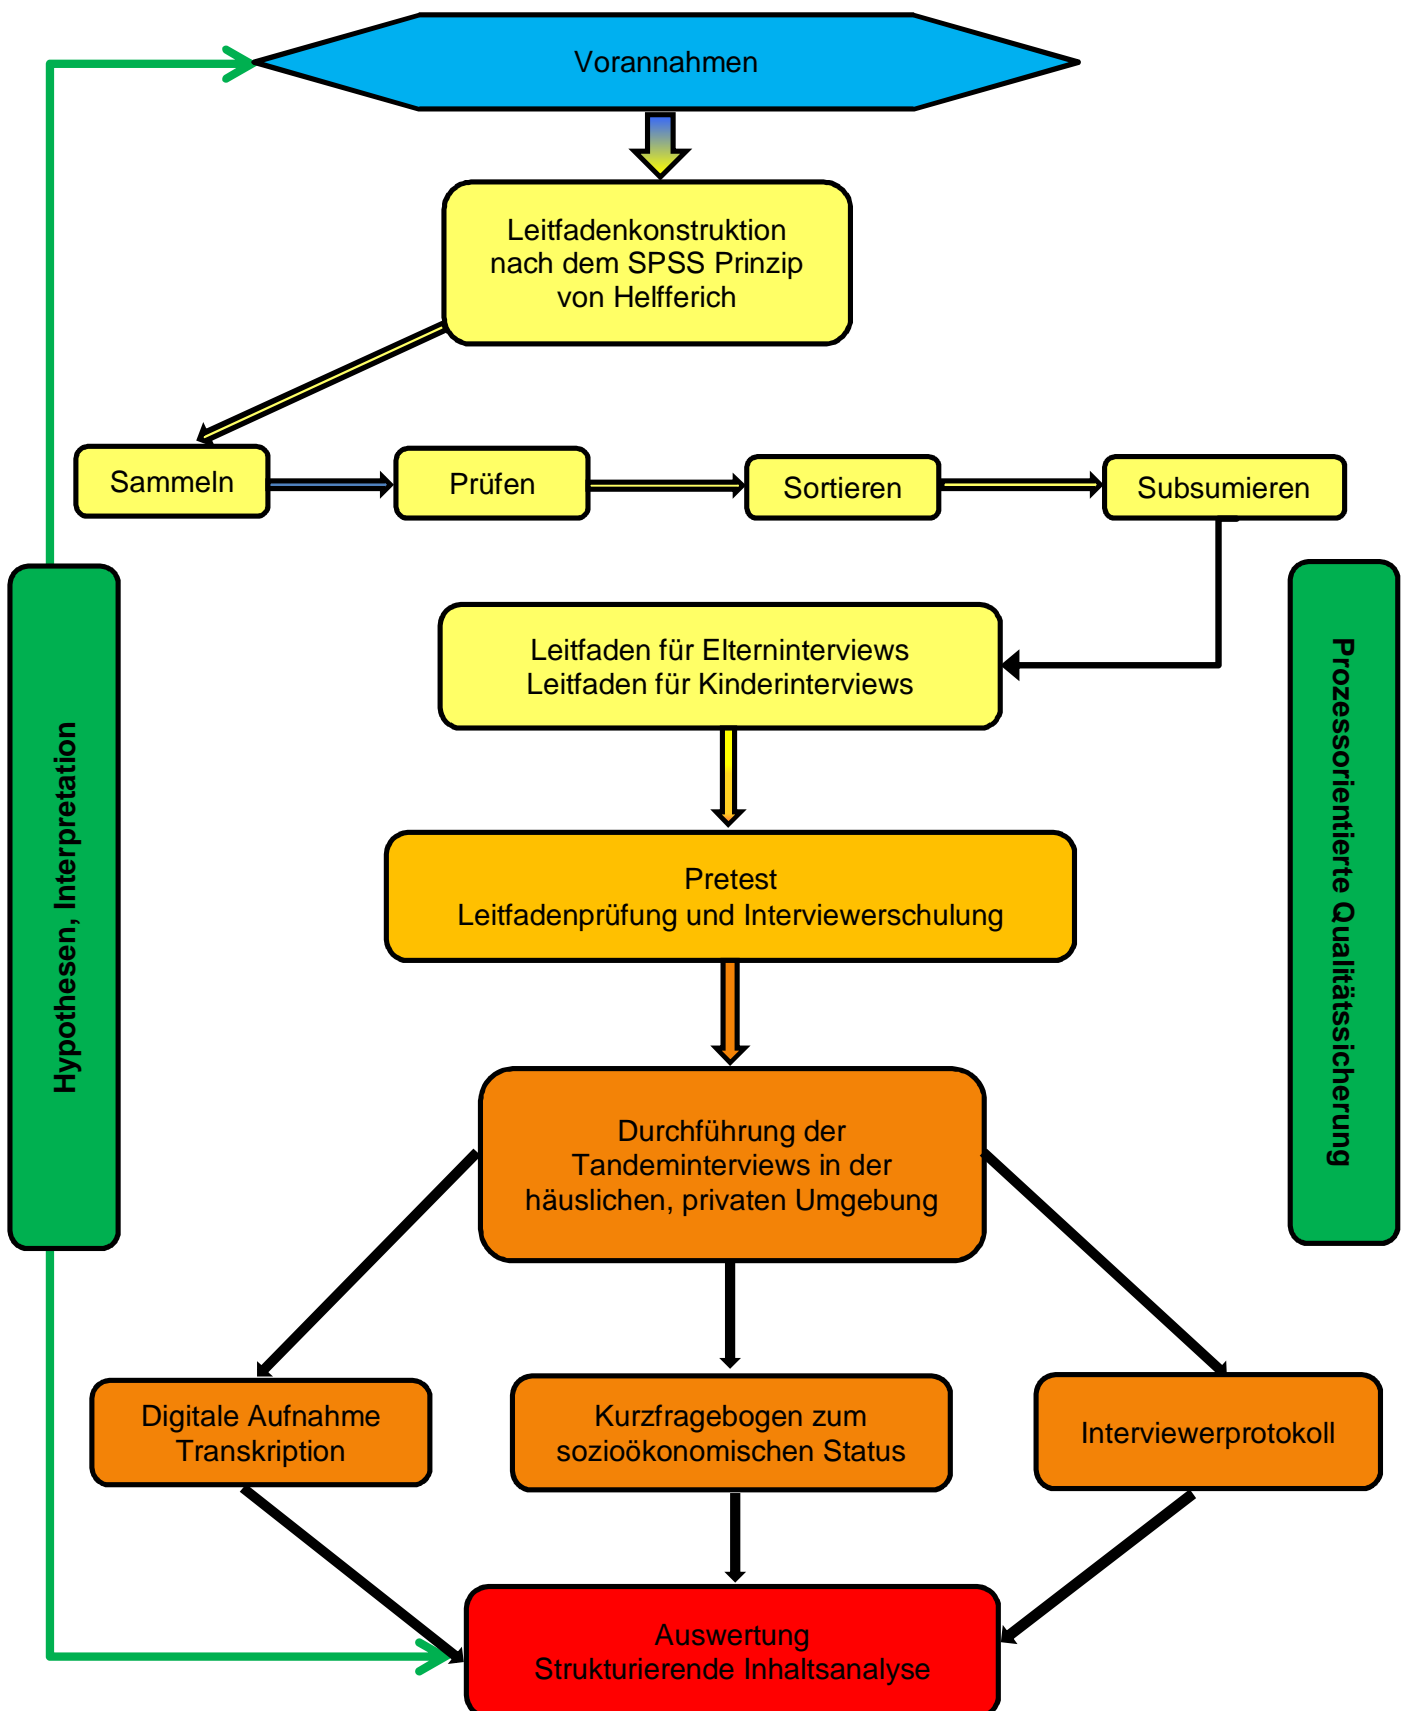 Vorannahmen
Leitfadenkonstruktion
nach dem SPSS Prinzip
von Helfferich
Sammeln
Prüfen
Sortieren
Subsumieren
Leitfaden für Elterninterviews
Leitfaden für Kinderinterviews
Hypothesen, Interpretation
Prozessorientierte Qualitätssicherung
Pretest
Leitfadenprüfung und Interviewerschulung
Durchführung der
Tandeminterviews in der
häuslichen, privaten Umgebung
Digitale Aufnahme
Transkription
Kurzfragebogen zum
sozioökonomischen Status
Interviewerprotokoll
Auswertung
Strukturierende Inhaltsanalyse